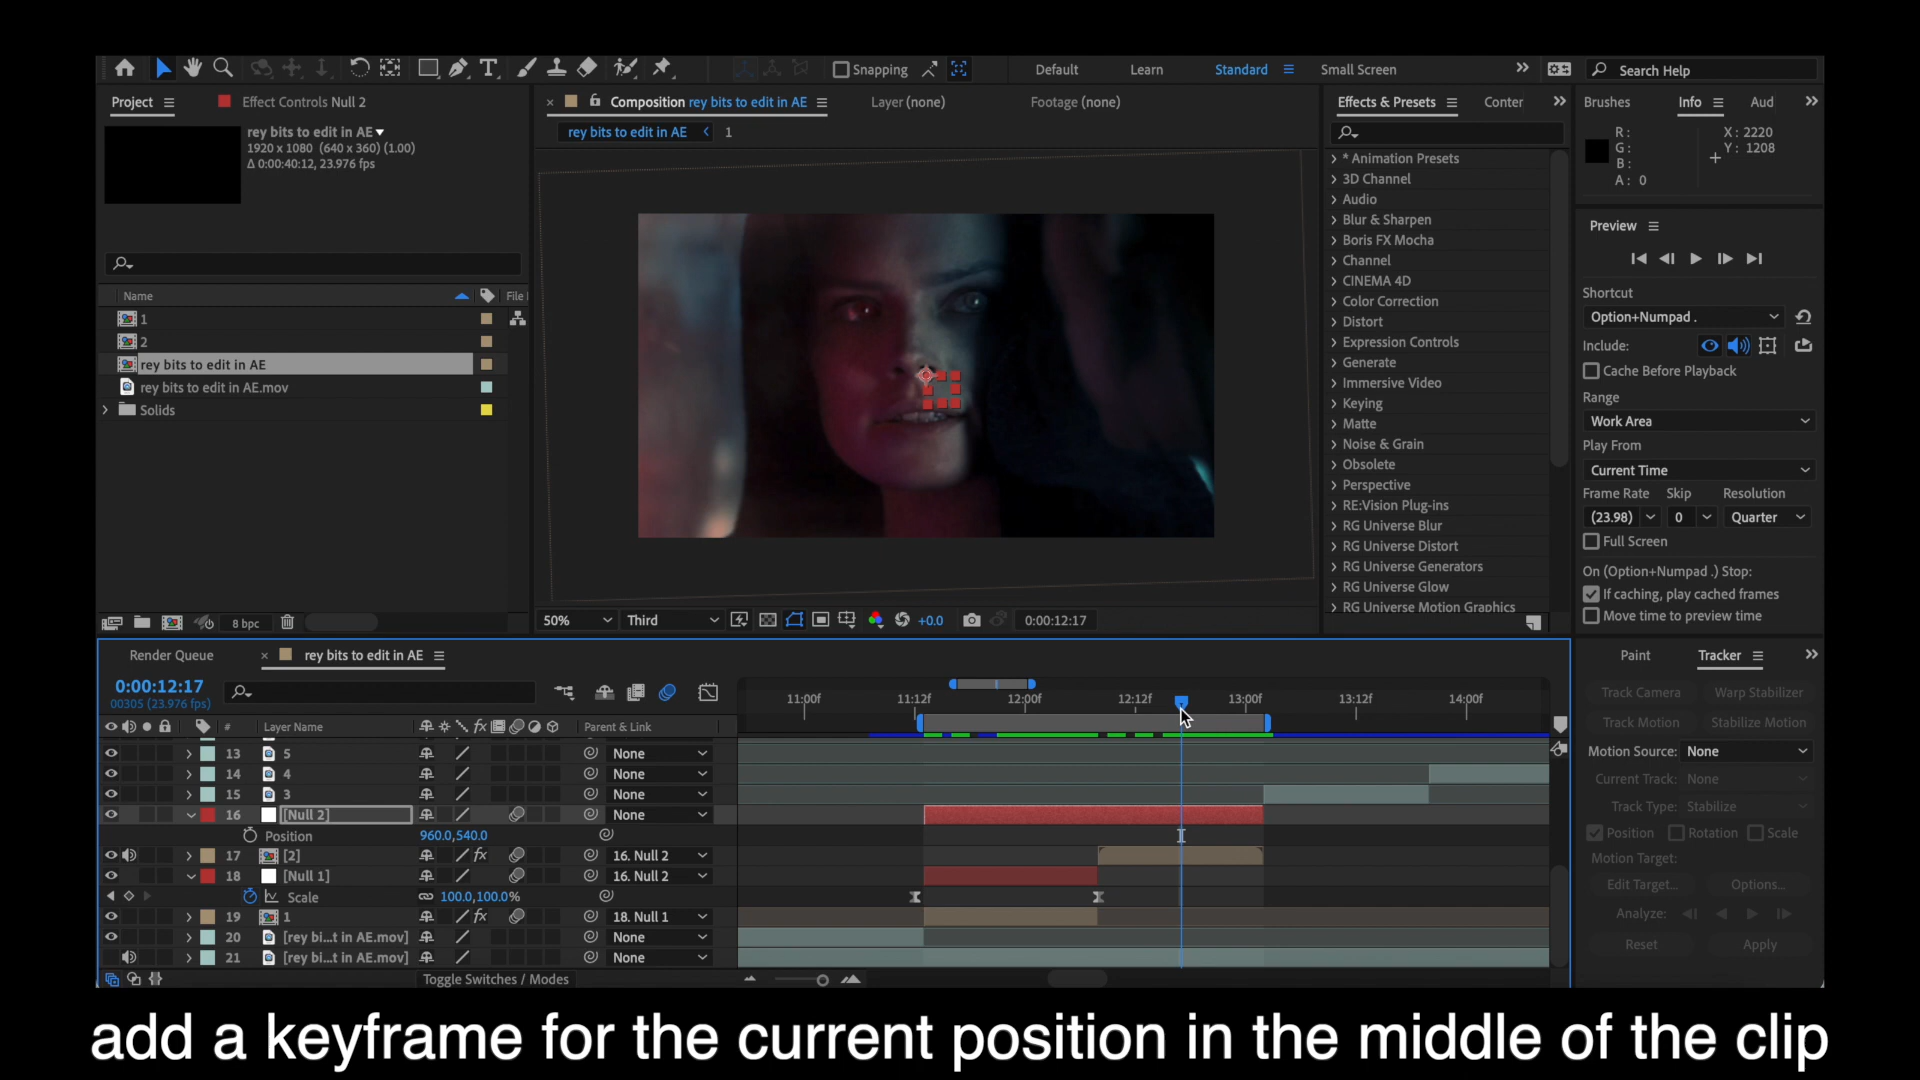 Snapping
Default
Learn
Standard
Small Screen
Search Help
Project
Effect Controls Null 2
rey bits to edit in AE
1920 x 1080 (640 x 360) (1.00)
Δ 0:00:40:12, 23.976 fps
Name
File
1
2
rey bits to edit in AE
rey bits to edit in AE.mov
Solids
8 bpc
Composition rey bits to edit in AE
Layer (none)
Footage (none)
rey bits to edit in AE
1
50%
Third
+0.0
0:00:12:17
Effects & Presets
Conter
* Animation Presets
3D Channel
Audio
Blur & Sharpen
Boris FX Mocha
Channel
CINEMA 4D
Color Correction
Distort
Expression Controls
Generate
Immersive Video
Keying
Matte
Noise & Grain
Obsolete
Perspective
RE:Vision Plug-ins
RG Universe Blur
RG Universe Distort
RG Universe Generators
RG Universe Glow
RG Universe Motion Graphics
Brushes
Info
Aud
R :
G :
B :
A : 0
X : 2220
Y : 1208
Preview
Shortcut
Option+Numpad .
Include:
Cache Before Playback
Range
Work Area
Play From
Current Time
Frame Rate Skip Resolution
(23.98) 0 Quarter
Full Screen
On (Option+Numpad .) Stop:
If caching, play cached frames
Move time to preview time
Render Queue
rey bits to edit in AE
0:00:12:17
00305 (23.976 fps)
11:00f 11:12f 12:00f 12:12f 13:00f 13:12f 14:00f
# Layer Name Parent & Link
13 5 None
14 4 None
15 3 None
16 [Null 2] None
Position 960.0,540.0
17 [2] fx 16. Null 2
18 [Null 1] 16. Null 2
Scale 100.0,100.0%
19 1 fx 18. Null 1
20 [rey bi...t in AE.mov] None
21 [rey bi...t in AE.mov] None
Toggle Switches / Modes
Paint
Tracker
Track Camera
Warp Stabilizer
Track Motion
Stabilize Motion
Motion Source: None
Current Track: None
Track Type: Stabilize
Position Rotation Scale
Motion Target:
Edit Target...
Options...
Analyze:
Reset
Apply
add a keyframe for the current position in the middle of the clip